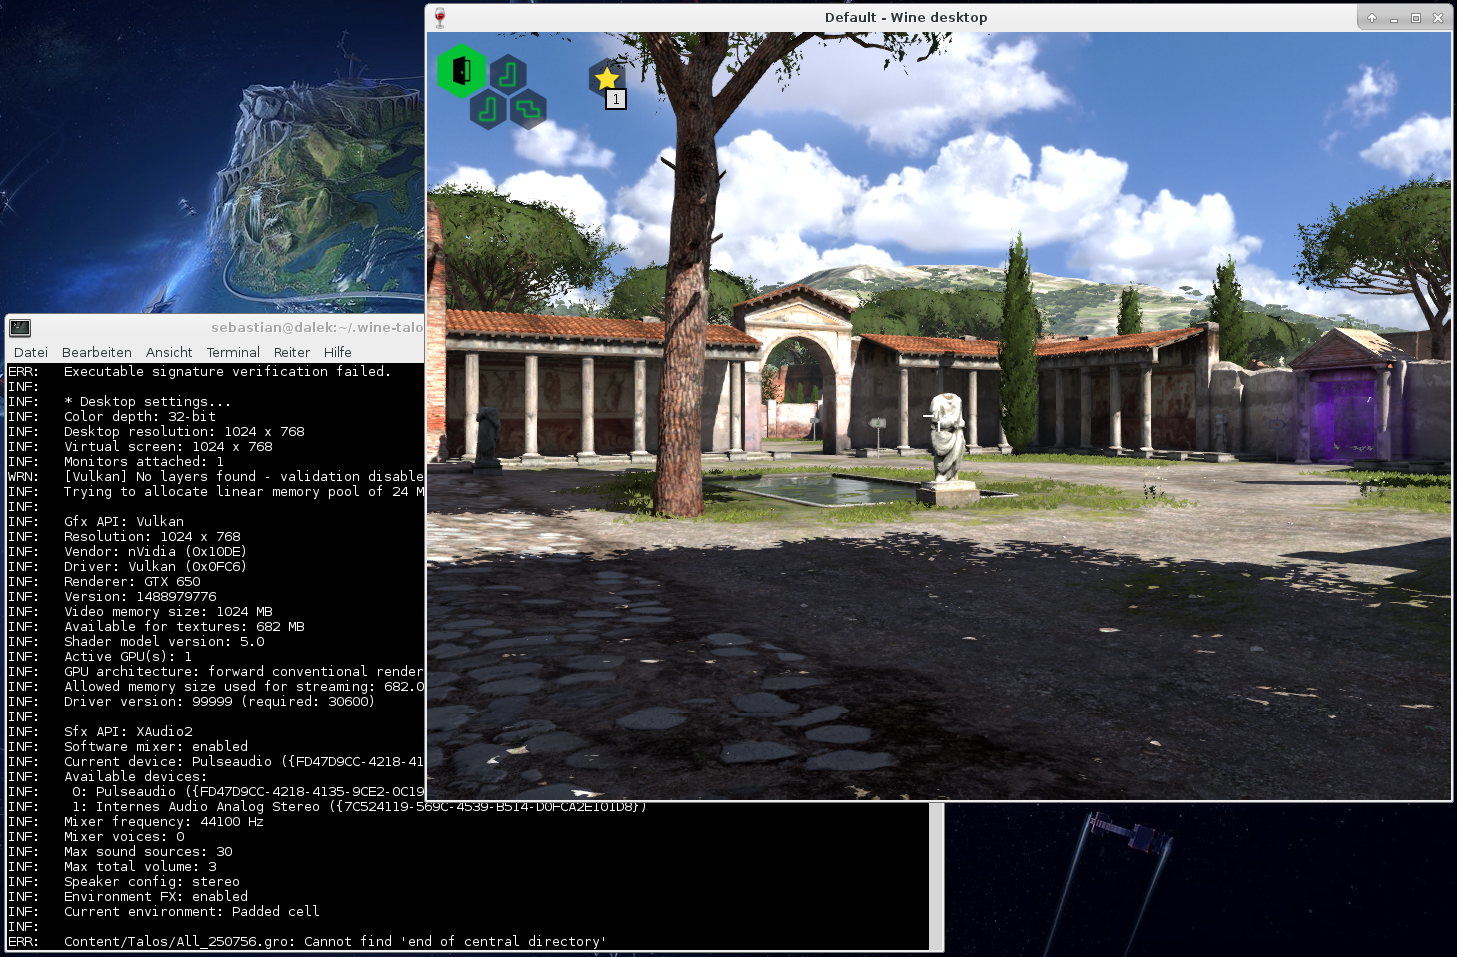 Default - Wine desktop
1
sebastian@dalek:~/.wine-talo
Datei Bearbeiten Ansicht Terminal Reiter Hilfe
ERR: Executable signature verification failed.
INF:
INF: * Desktop settings...
INF: Color depth: 32-bit
INF: Desktop resolution: 1024 x 768
INF: Virtual screen: 1024 x 768
INF: Monitors attached: 1
WRN: [Vulkan] No layers found - validation disable
INF: Trying to allocate linear memory pool of 24 M
INF:
INF: Gfx API: Vulkan
INF: Resolution: 1024 x 768
INF: Vendor: nVidia (0x10DE)
INF: Driver: Vulkan (0x0FC6)
INF: Renderer: GTX 650
INF: Version: 1488979776
INF: Video memory size: 1024 MB
INF: Available for textures: 682 MB
INF: Shader model version: 5.0
INF: Active GPU(s): 1
INF: GPU architecture: forward conventional render
INF: Allowed memory size used for streaming: 682.0
INF: Driver version: 99999 (required: 30600)
INF:
INF: Sfx API: XAudio2
INF: Software mixer: enabled
INF: Current device: Pulseaudio ({FD47D9CC-4218-41
INF: Available devices:
INF: 0: Pulseaudio ({FD47D9CC-4218-4135-9CE2-0C19
INF: 1: Internes Audio Analog Stereo ({7C524119-569C-4539-B514-D0FCA2E101D8})
INF: Mixer frequency: 44100 Hz
INF: Mixer voices: 0
INF: Max sound sources: 30
INF: Max total volume: 3
INF: Speaker config: stereo
INF: Environment FX: enabled
INF: Current environment: Padded cell
INF:
ERR: Content/Talos/All_250756.gro: Cannot find 'end of central directory'